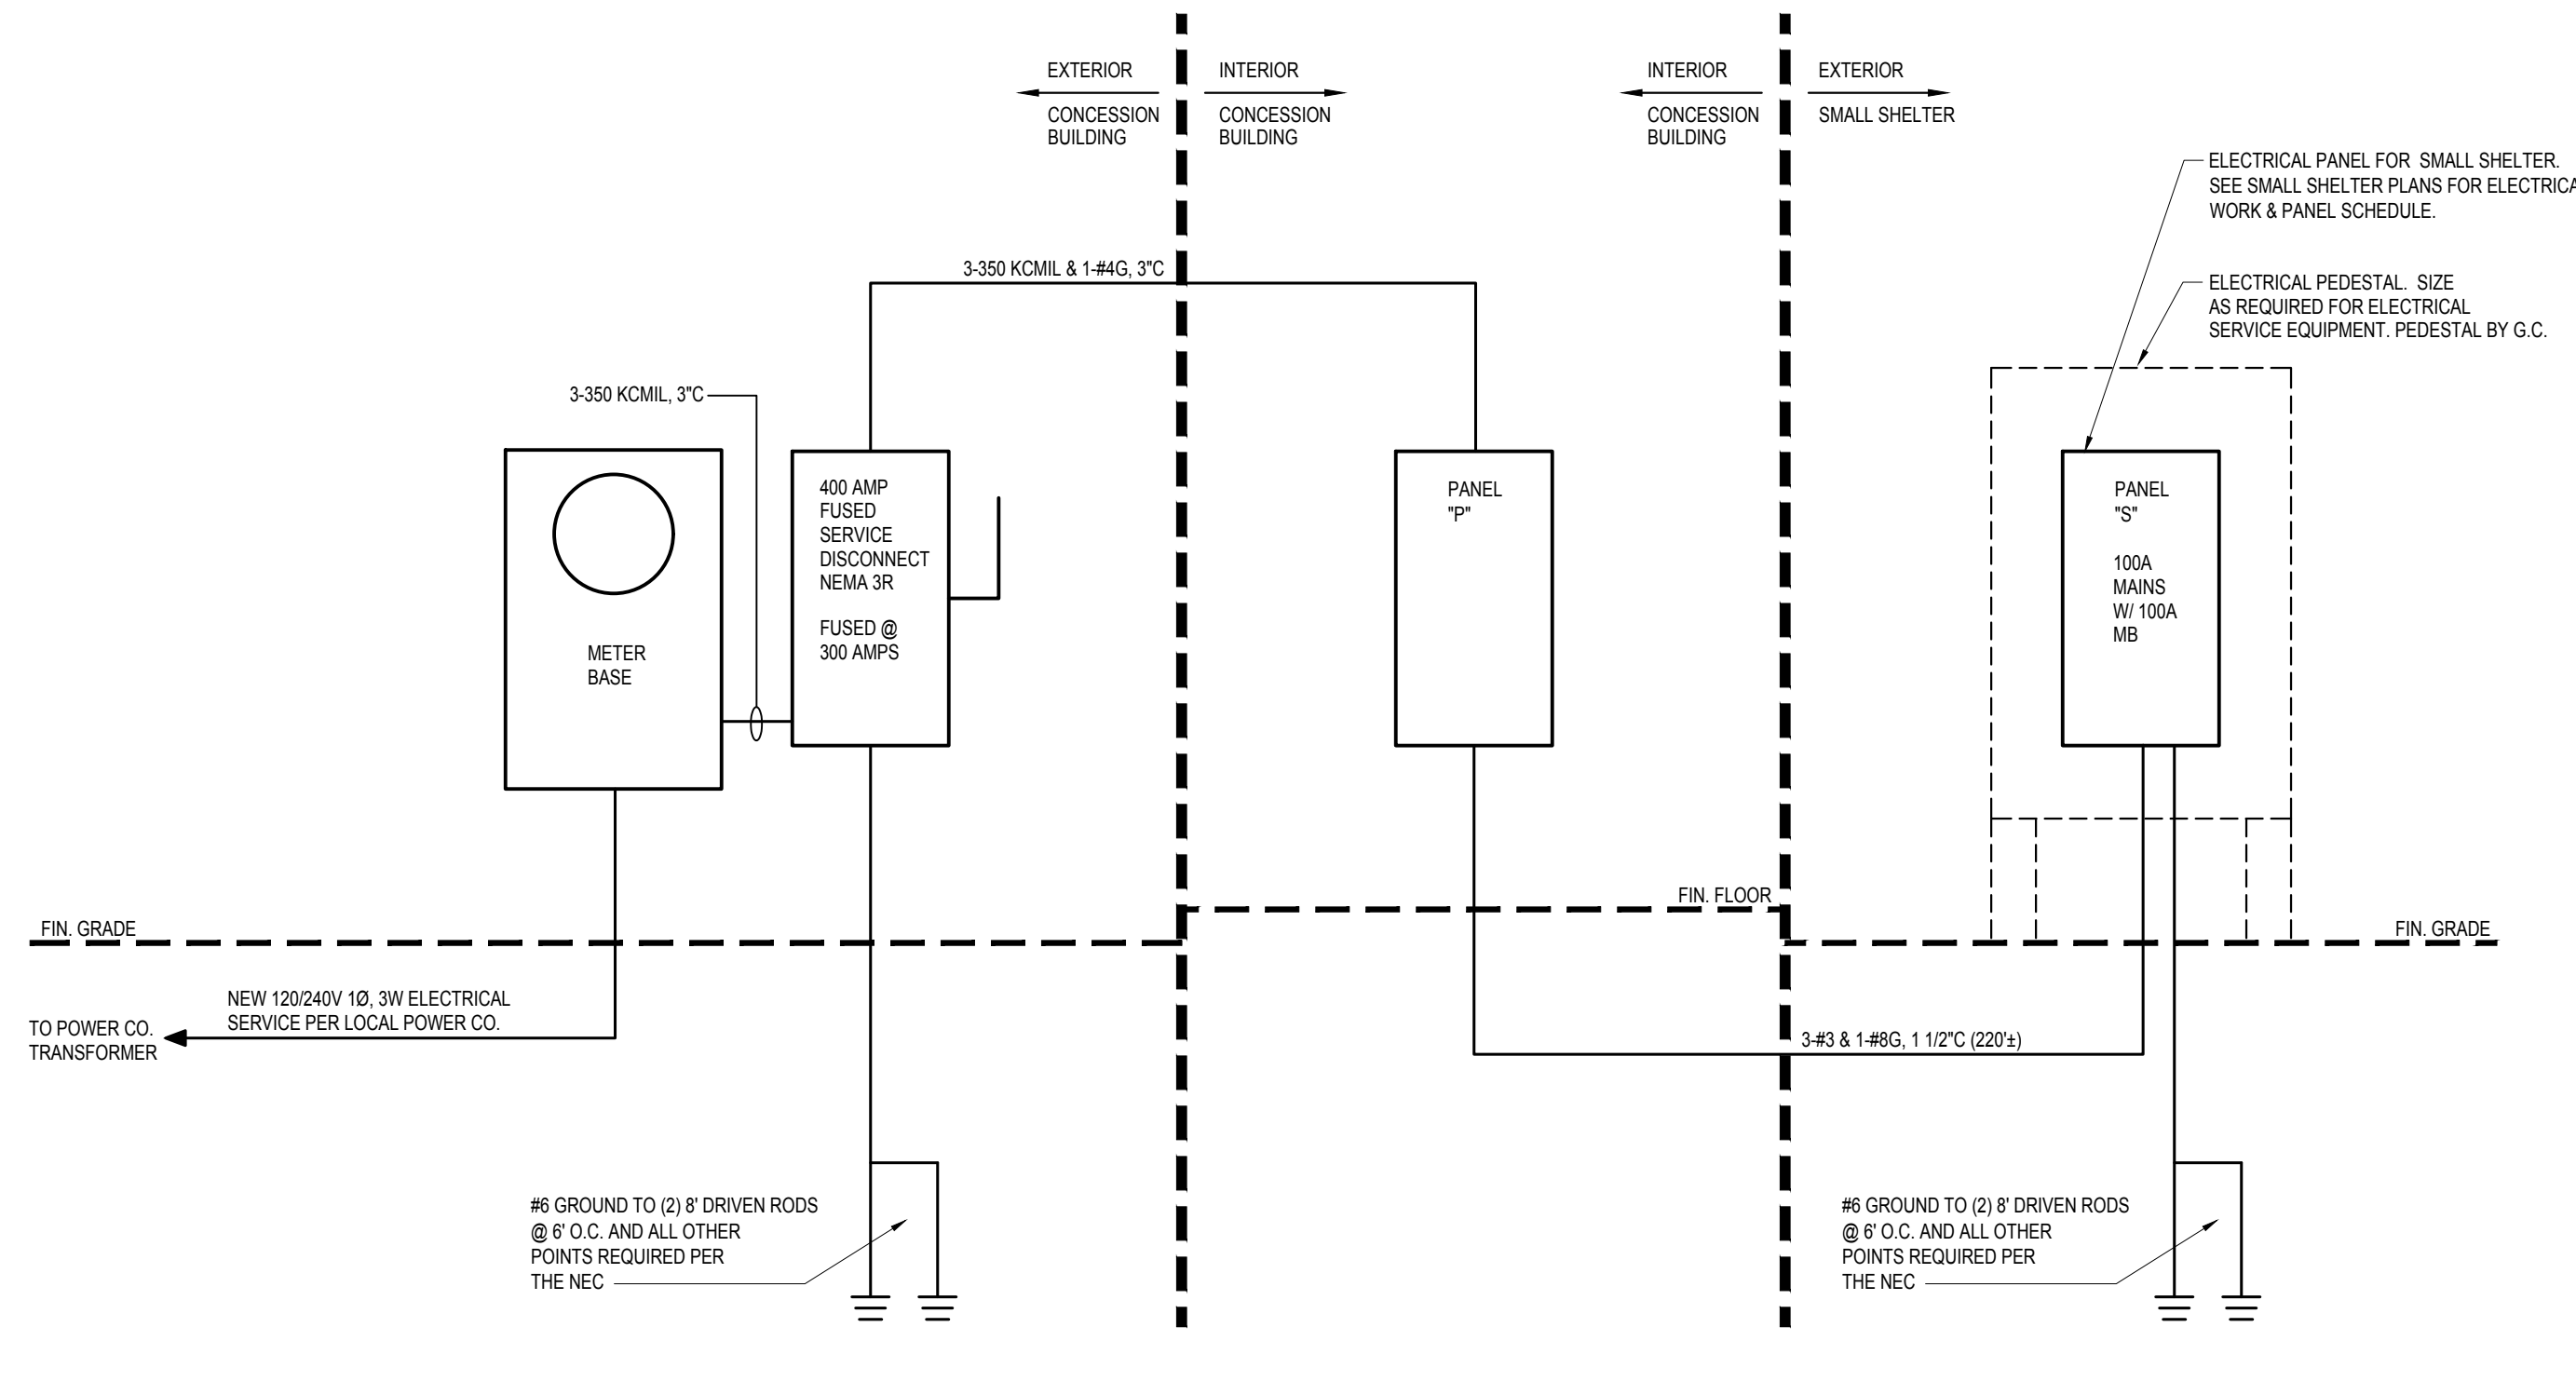 EXTERIOR
CONCESSION
BUILDING
INTERIOR
CONCESSION
BUILDING
INTERIOR
CONCESSION
BUILDING
EXTERIOR
SMALL SHELTER
ELECTRICAL PANEL FOR SMALL SHELTER.
SEE SMALL SHELTER PLANS FOR ELECTRICA
WORK & PANEL SCHEDULE.
ELECTRICAL PEDESTAL. SIZE
AS REQUIRED FOR ELECTRICAL
SERVICE EQUIPMENT. PEDESTAL BY G.C.
3-350 KCMIL & 1-#4G, 3"C
3-350 KCMIL, 3"C
METER
BASE
400 AMP
FUSED
SERVICE
DISCONNECT
NEMA 3R
FUSED @
300 AMPS
PANEL
"P"
PANEL
"S"
100A
MAINS
W/ 100A
MB
FIN. GRADE
FIN. FLOOR
FIN. GRADE
NEW 120/240V 1Ø, 3W ELECTRICAL
SERVICE PER LOCAL POWER CO.
TO POWER CO.
TRANSFORMER
3-#3 & 1-#8G, 1 1/2"C (220'±)
#6 GROUND TO (2) 8' DRIVEN RODS
@ 6' O.C. AND ALL OTHER
POINTS REQUIRED PER
THE NEC
#6 GROUND TO (2) 8' DRIVEN RODS
@ 6' O.C. AND ALL OTHER
POINTS REQUIRED PER
THE NEC